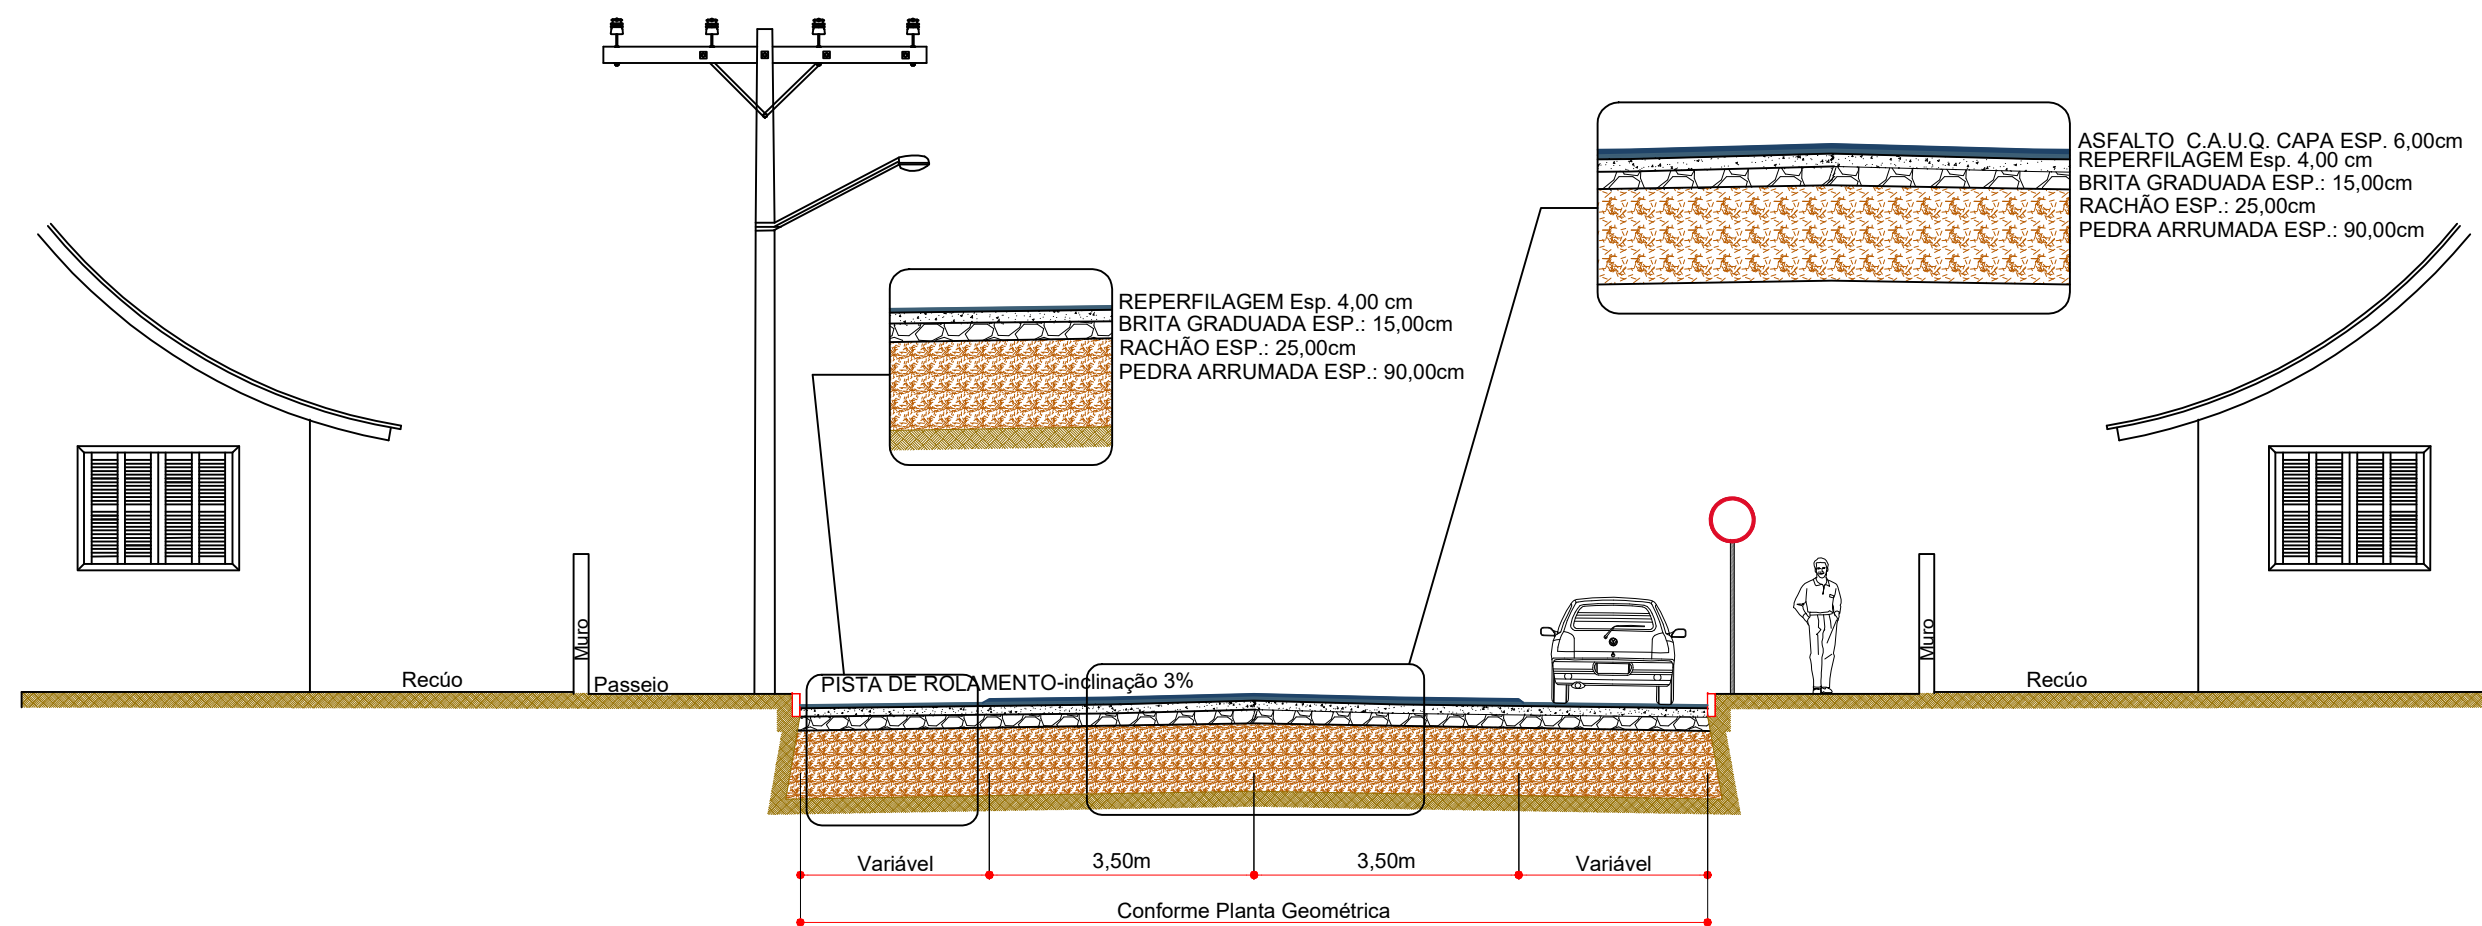 ASFALTO  C.A.U.Q. CAPA ESP. 6,00cm
REPERFILAGEM Esp. 4,00 cm
BRITA GRADUADA ESP.: 15,00cm
RACHÃO ESP.: 25,00cm
PEDRA ARRUMADA ESP.: 90,00cm
REPERFILAGEM Esp. 4,00 cm
BRITA GRADUADA ESP.: 15,00cm
RACHÃO ESP.: 25,00cm
PEDRA ARRUMADA ESP.: 90,00cm
Recúo
Muro
Passeio
PISTA DE ROLAMENTO-inclinação 3%
Muro
Recúo
Variável
3,50m
3,50m
Variável
Conforme Planta Geométrica